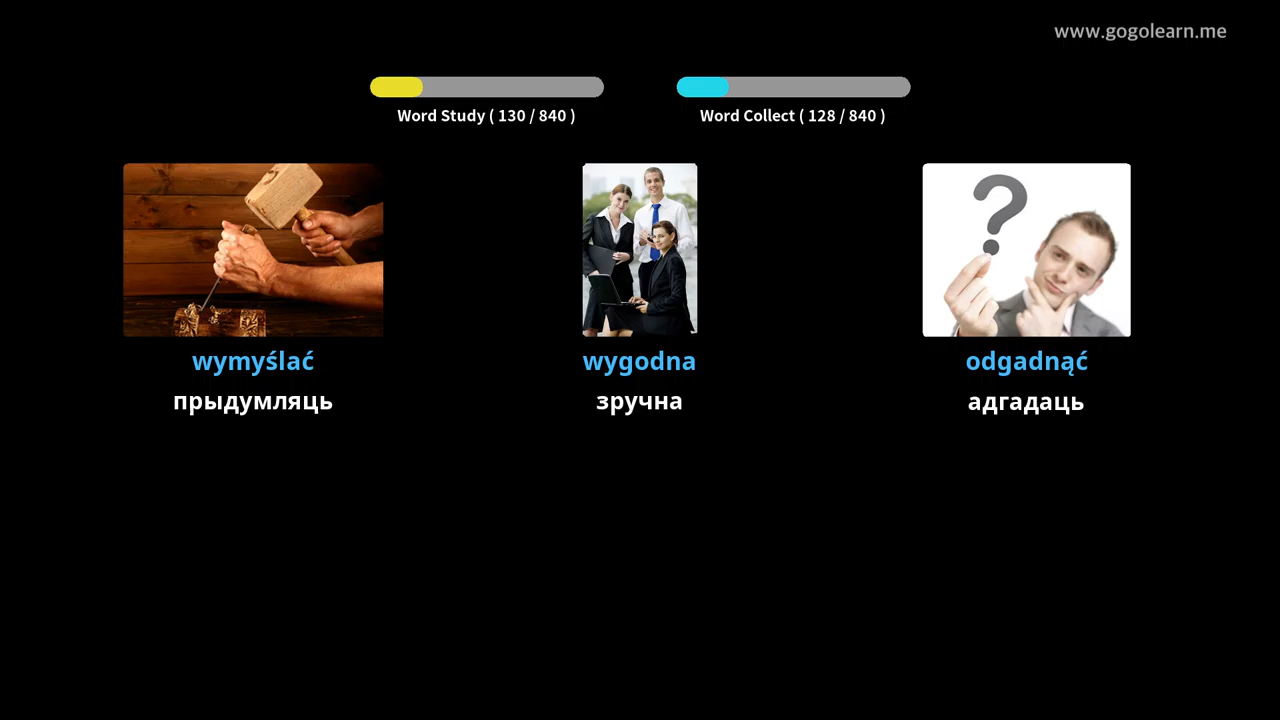 www.gogolearn.me
Word Study ( 130 / 840 )
Word Collect ( 128 / 840 )
wymyślać
wygodna
odgadnąć
прыдумляць
зручна
адгадаць